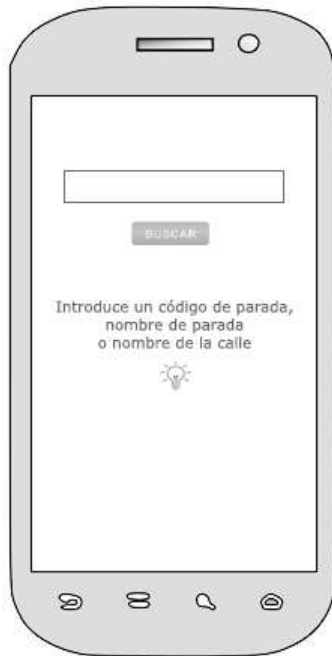 BUSCAR
Introduce un código de parada,
nombre de parada
o nombre de la calle